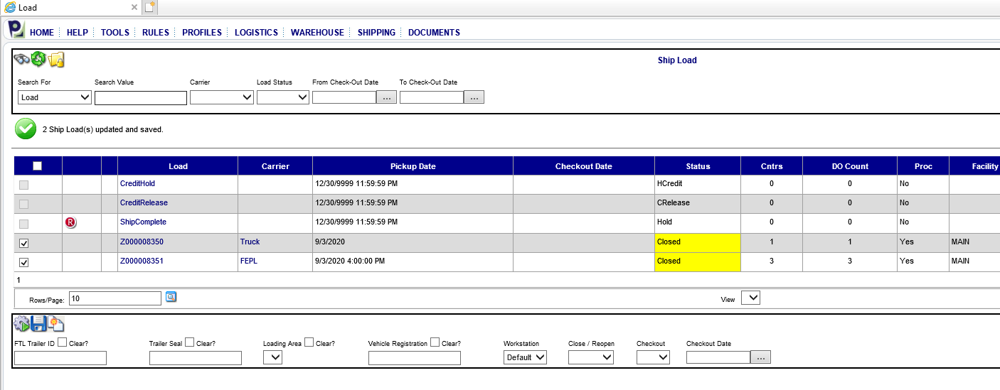 Load
HOME HELP TOOLS RULES PROFILES LOGISTICS WAREHOUSE SHIPPING DOCUMENTS
Ship Load
Search For Search Value Carrier Load Status From Check-Out Date To Check-Out Date
Load ... ...
2 Ship Load(s) updated and saved.
Load Carrier Pickup Date Checkout Date Status Cntrs DO Count Proc Facility
CreditHold 12/30/9999 11:59:59 PM HCredit 0 0 No
CreditRelease 12/30/9999 11:59:59 PM CRelease 0 0 No
R ShipComplete 12/30/9999 11:59:59 PM Hold 0 0 No
Z000008350 Truck 9/3/2020 Closed 1 1 Yes MAIN
Z000008351 FEPL 9/3/2020 4:00:00 PM Closed 3 3 Yes MAIN
1
Rows/Page: 10 View
FTL Trailer ID Clear? Trailer Seal Clear? Loading Area Clear? Vehicle Registration Clear? Workstation Close / Reopen Checkout Checkout Date
Default ...